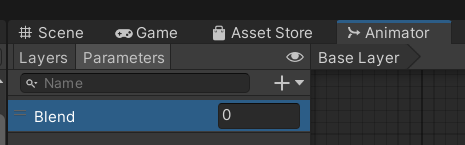 Scene Game Asset Store Animator
Layers Parameters Base Layer
Name
Blend 0